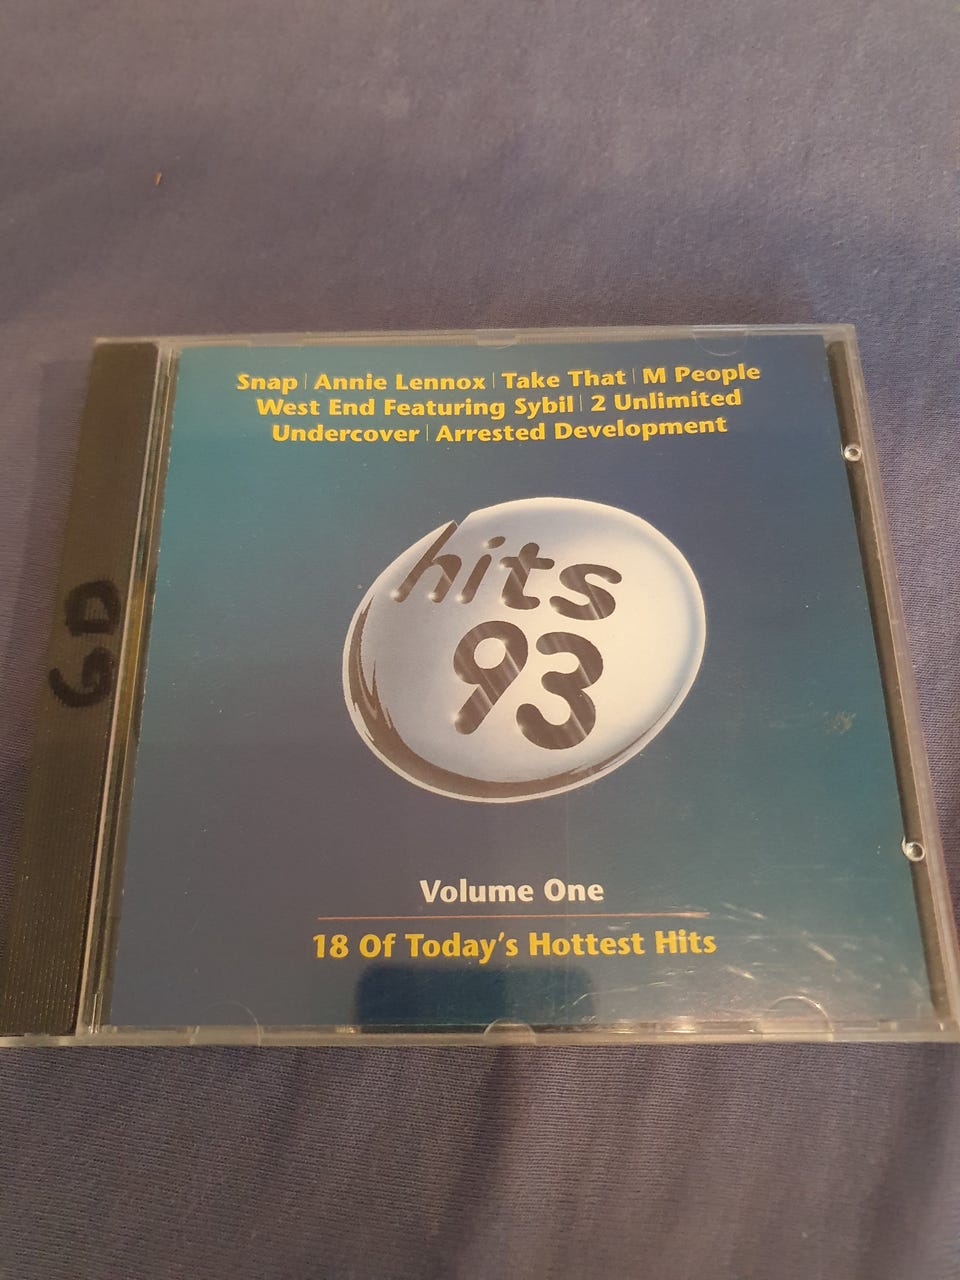 Snap | Annie Lennox | Take That | M People
West End Featuring Sybil | 2 Unlimited
Undercover | Arrested Development
hits
93
Volume One
18 Of Today's Hottest Hits
GD